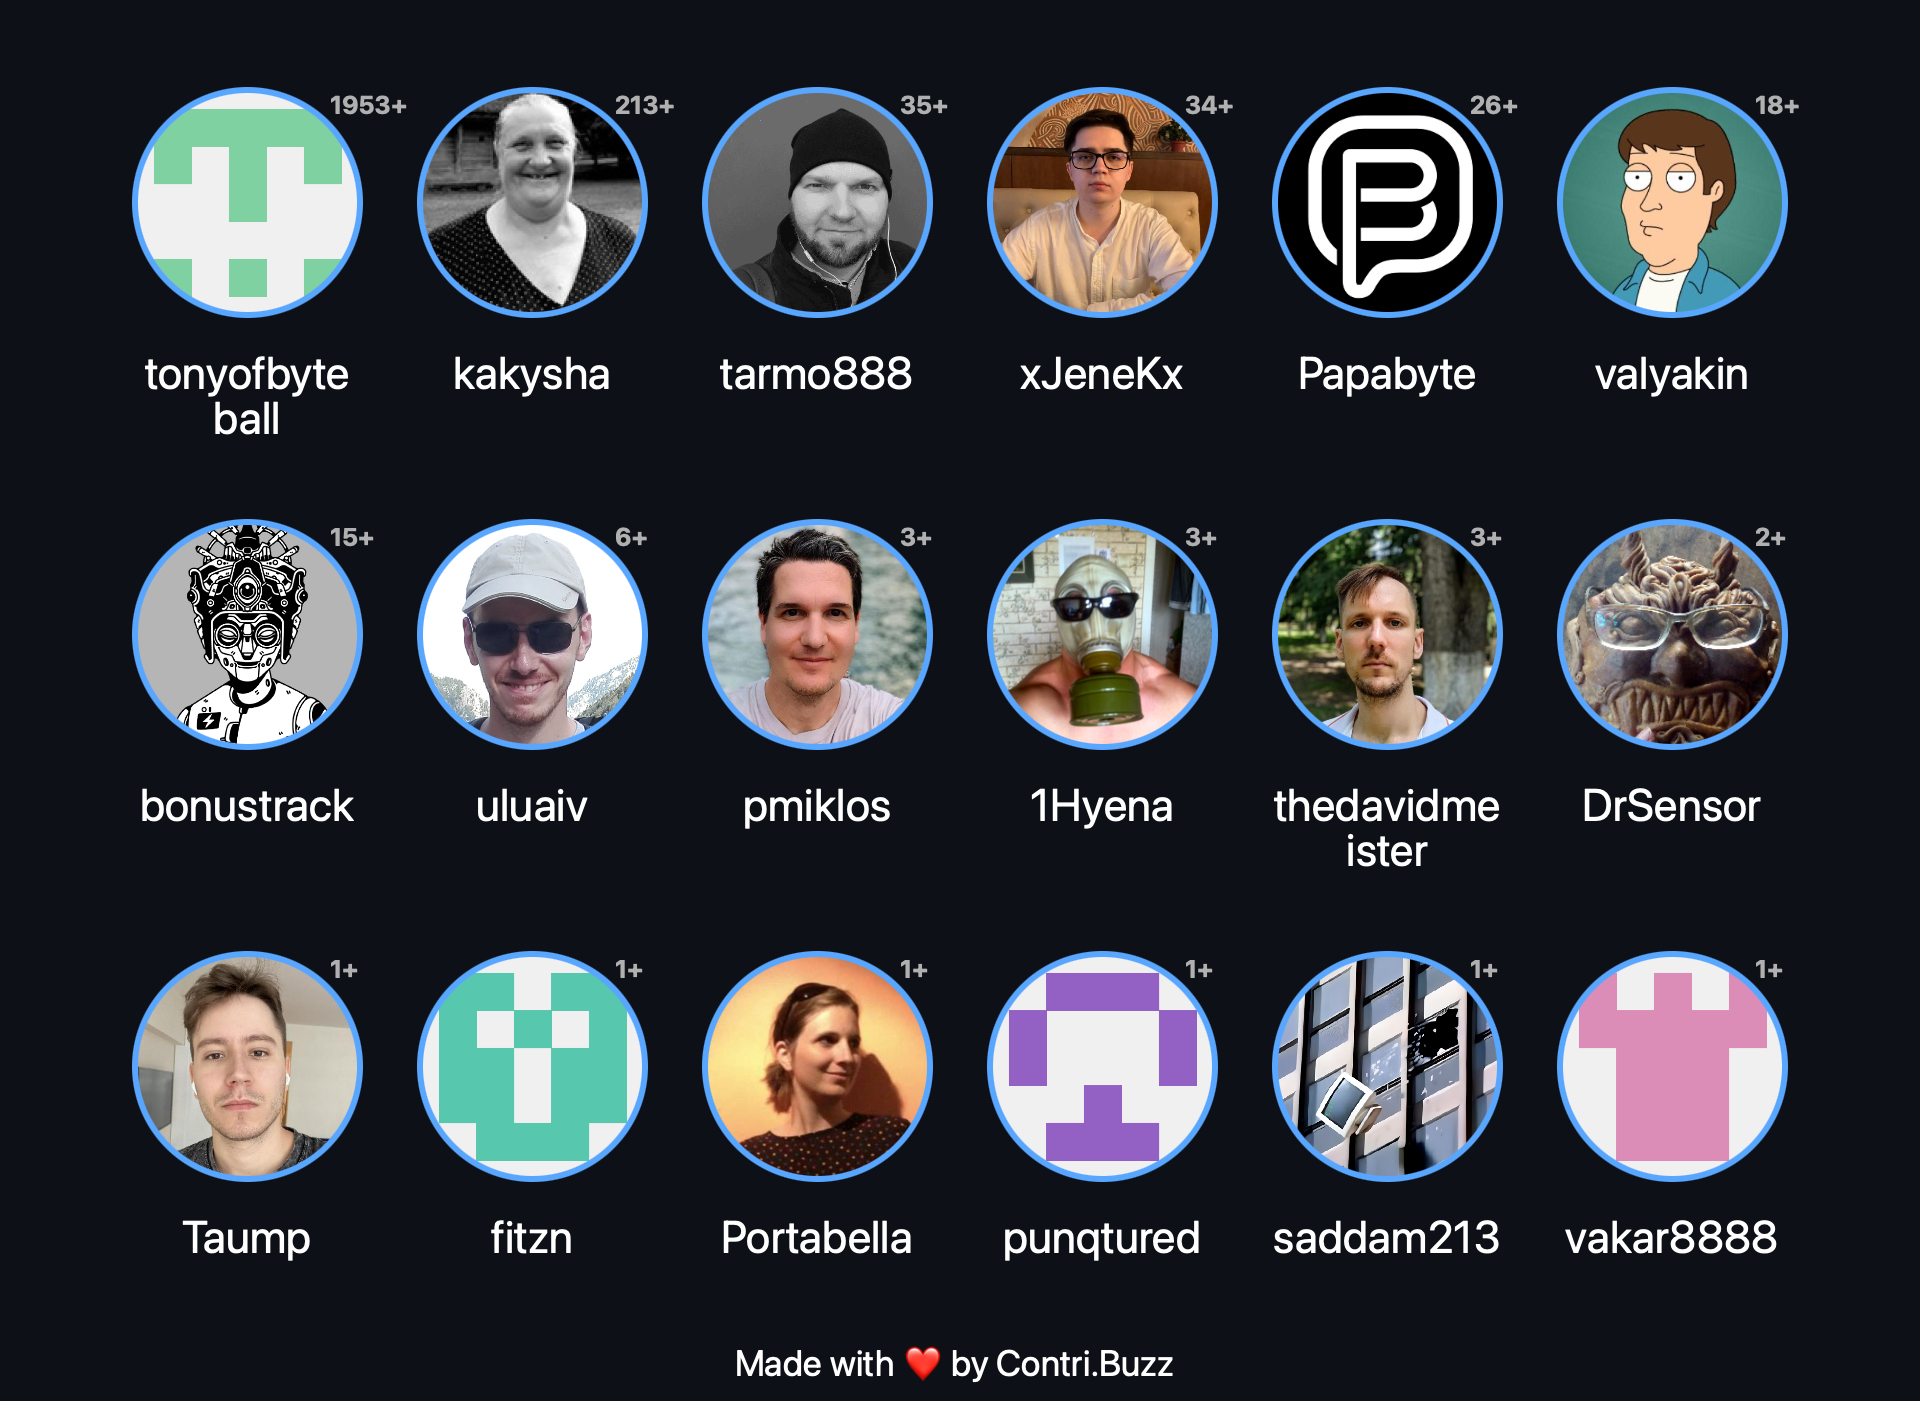 1953+ 213+ 35+ 34+ 26+ 18+
tonyofbyte kakysha tarmo888 xJeneKx Papabyte valyakin
ball
15+ 6+ 3+ 3+ 3+ 2+
bonustrack uluaiv pmiklos 1Hyena thedavidme DrSensor
ister
1+ 1+ 1+ 1+ 1+ 1+
Taump fitzn Portabella punqtured saddam213 vakar8888
Made with ❤️ by Contri.Buzz